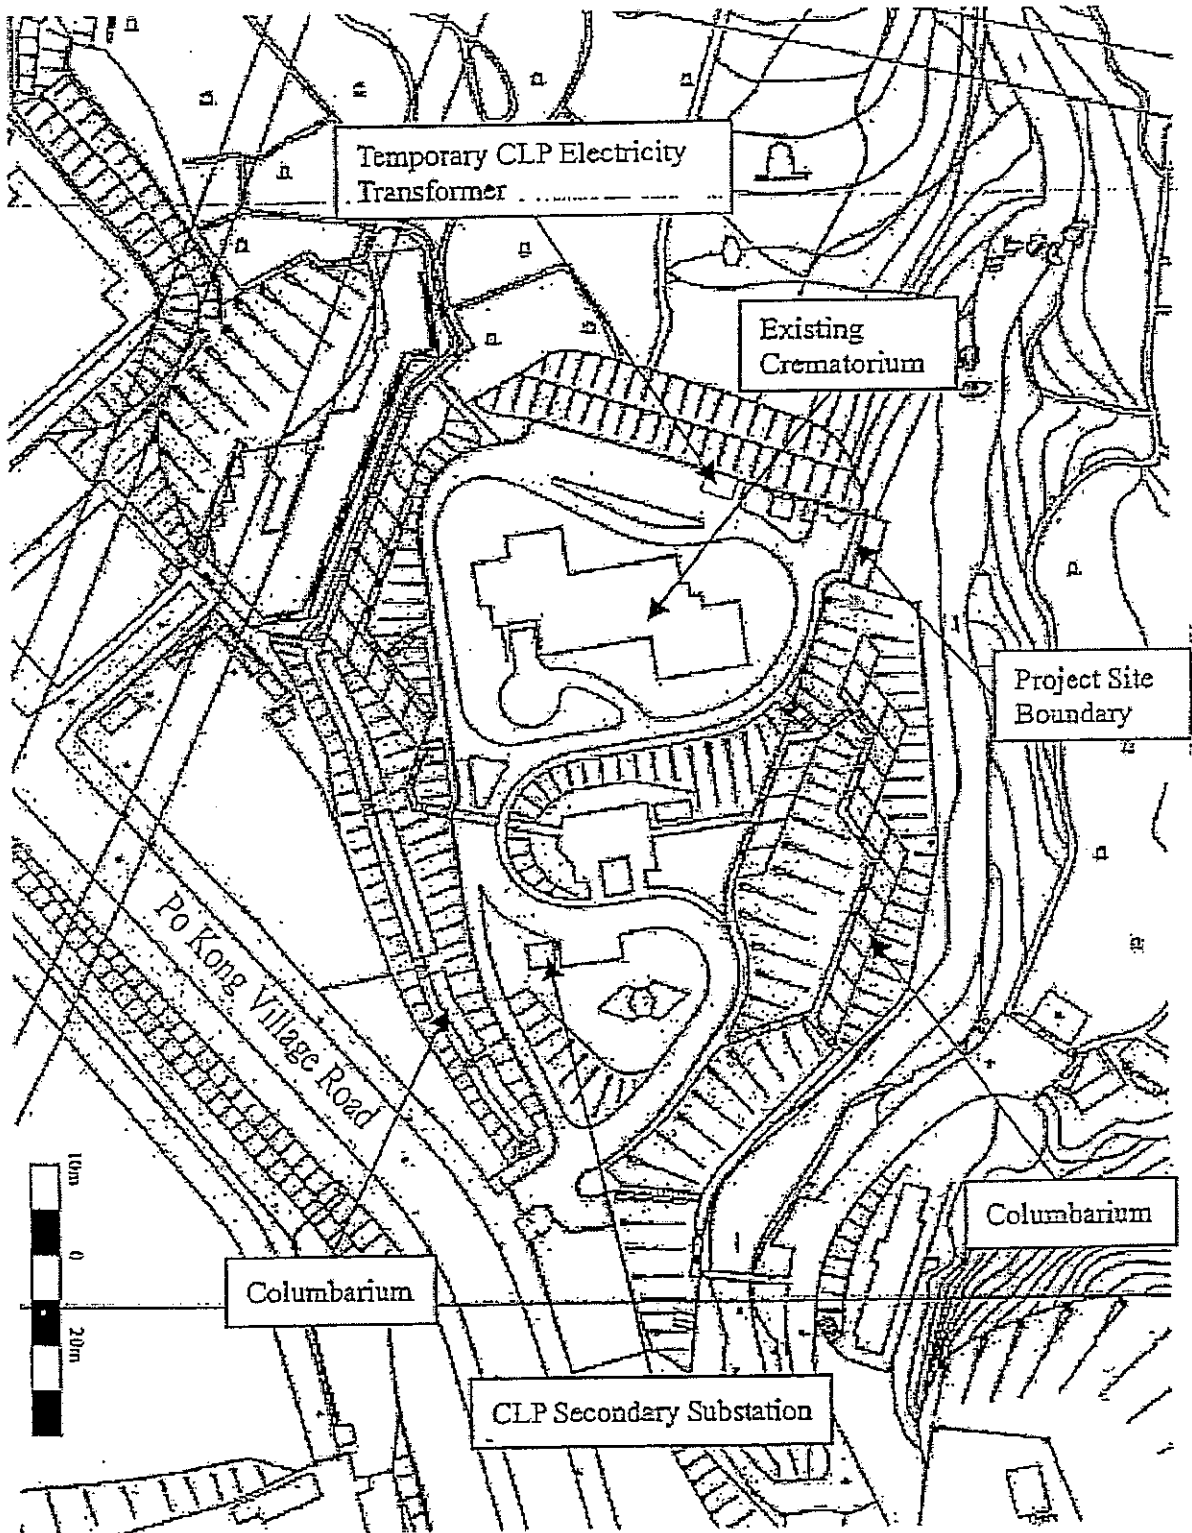 Temporary CLP Electricity
Transformer
Existing
Crematorium
Project Site
Boundary
Po Kong Village Road
10m
0
20m
Columbarium
Columbarium
CLP Secondary Substation